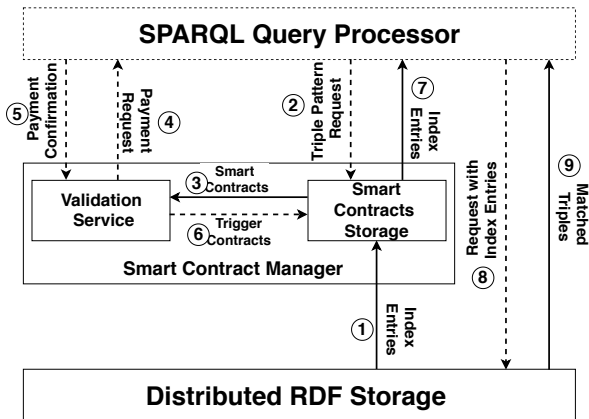 SPARQL Query Processor
5
Payment
Confirmation
Payment
Request
4
2
Triple Pattern
Request
7
Index
Entries
Request with
Index Entries
8
9
Matched
Triples
Smart
3 Contracts
Validation
Service
Smart
Contracts
Storage
6 Trigger
Contracts
Smart Contract Manager
1
Index
Entries
Distributed RDF Storage